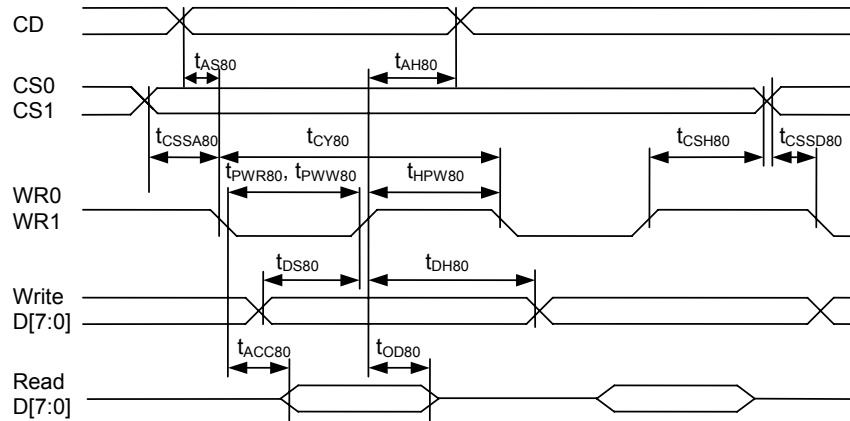 CD
tAS80 tAH80
CS0
CS1
tCSSA80 tCY80 tCSH80 tCSSD80
tPWR80, tPWW80 tHPW80
WR0
WR1
tDS80 tDH80
Write
D[7:0]
tACC80 tOD80
Read
D[7:0]